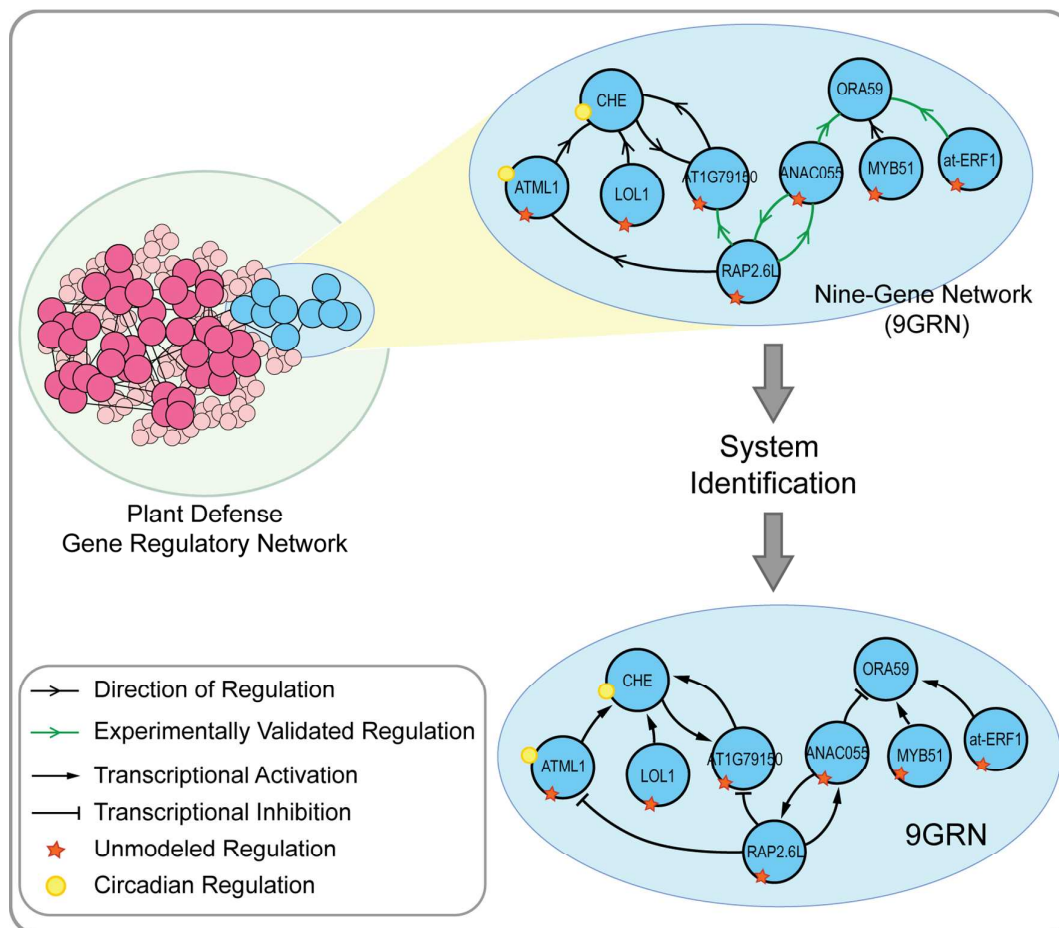 CHE
ORA59
ATML1
LOL1
AT1G79150
ANAC055
MYB51
at-ERF1
RAP2.6L
Nine-Gene Network
(9GRN)
System
Identification
Plant Defense
Gene Regulatory Network
Direction of Regulation
Experimentally Validated Regulation
Transcriptional Activation
Transcriptional Inhibition
Unmodeled Regulation
Circadian Regulation
CHE
ORA59
ATML1
LOL1
AT1G79150
ANAC055
MYB51
at-ERF1
RAP2.6L
9GRN